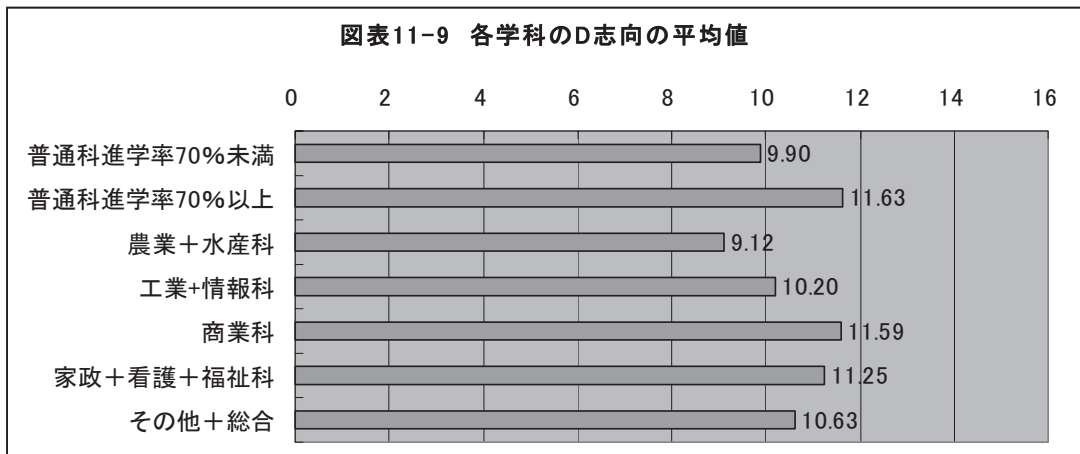 図表11-9 各学科のD志向の平均値
0 2 4 6 8 10 12 14 16
普通科進学率70%未満 9.90
普通科進学率70%以上 11.63
農業＋水産科 9.12
工業+情報科 10.20
商業科 11.59
家政＋看護＋福祉科 11.25
その他＋総合 10.63